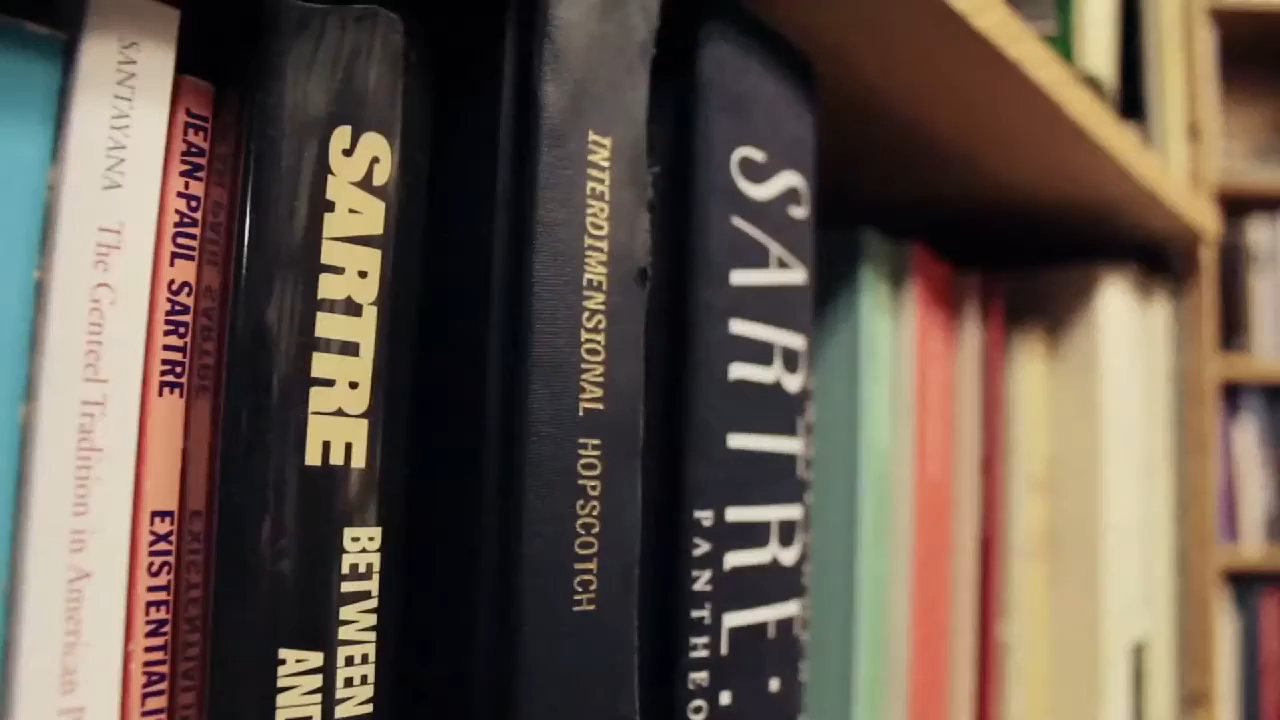 SANTAYANA The Genteel Tradition in American P
JEAN-PAUL SARTRE EXISTENTIALI
SARTRE BETWEEN
AND
INTERDIMENSIONAL HOPSCOTCH
SARTRE
PANTHEO